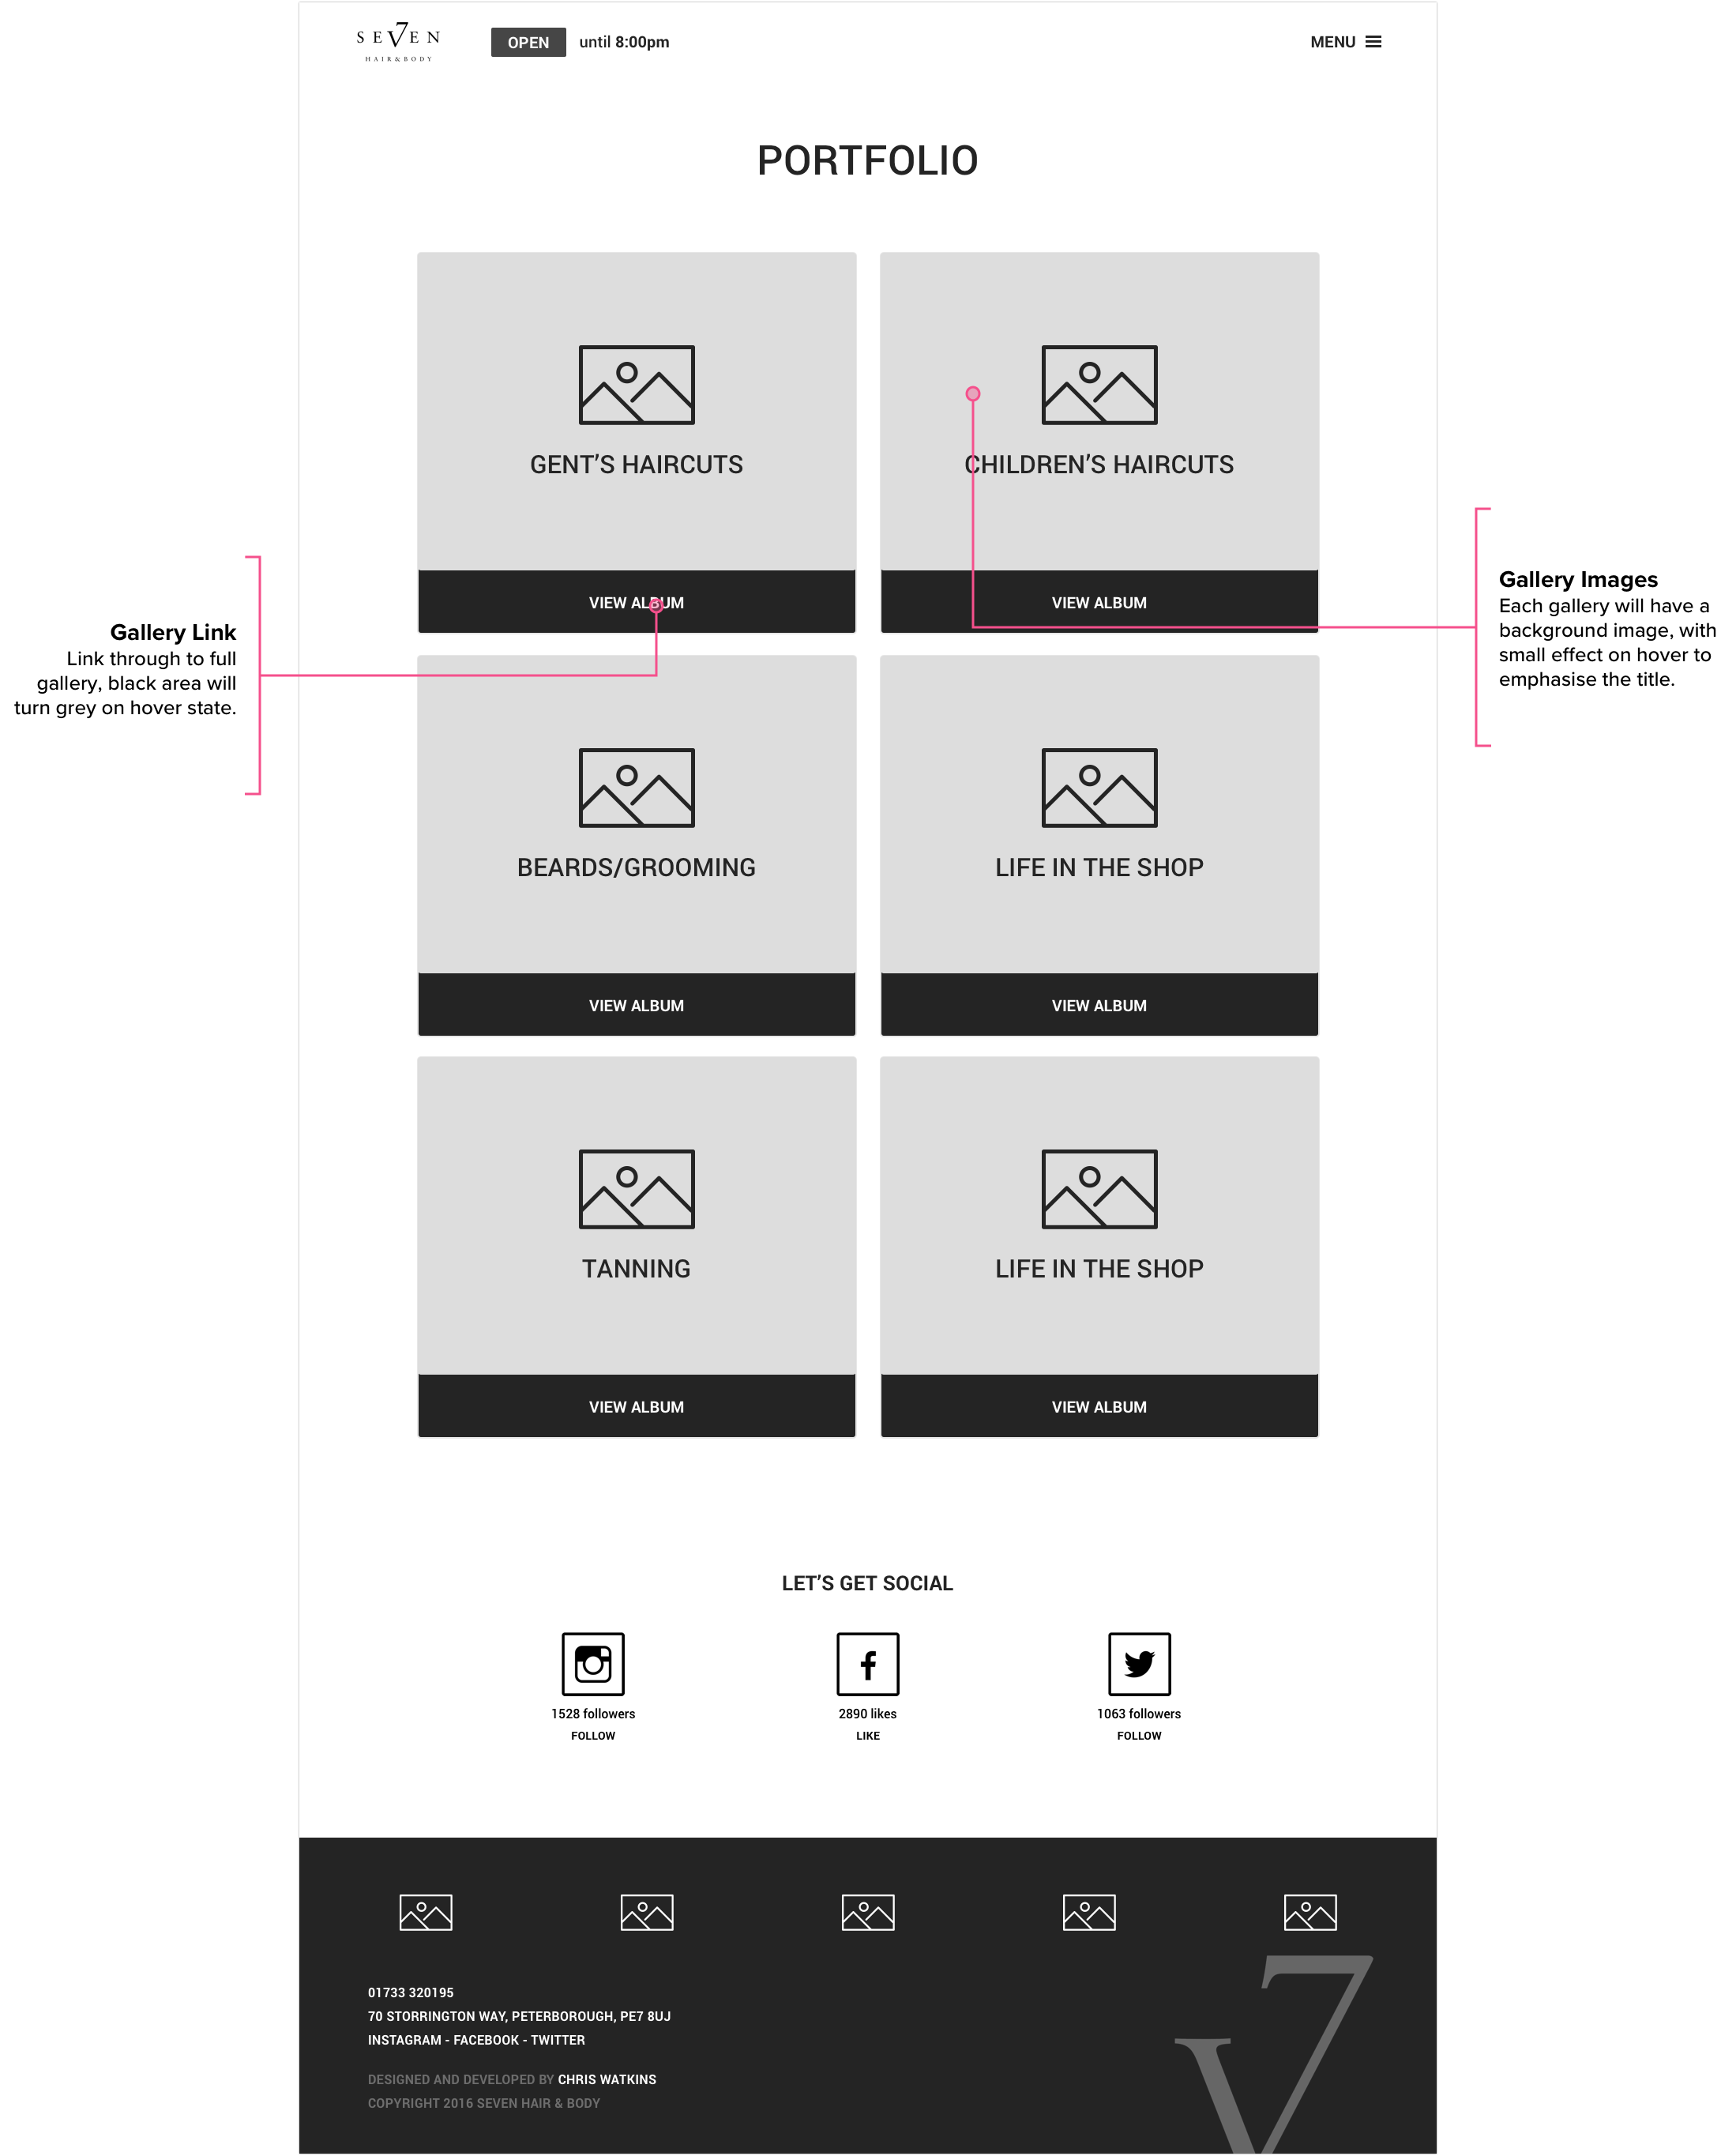 SEVEN
HAIR & BODY
OPEN until 8:00pm
MENU
PORTFOLIO
GENT’S HAIRCUTS
CHILDREN’S HAIRCUTS
VIEW ALBUM
VIEW ALBUM
Gallery Link
Link through to full
gallery, black area will
turn grey on hover state.
Gallery Images
Each gallery will have a
background image, with
small effect on hover to
emphasise the title.
BEARDS/GROOMING
LIFE IN THE SHOP
VIEW ALBUM
VIEW ALBUM
TANNING
LIFE IN THE SHOP
VIEW ALBUM
VIEW ALBUM
LET’S GET SOCIAL
1528 followers
FOLLOW
2890 likes
LIKE
1063 followers
FOLLOW
01733 320195
70 STORRINGTON WAY, PETERBOROUGH, PE7 8UJ
INSTAGRAM - FACEBOOK - TWITTER
DESIGNED AND DEVELOPED BY CHRIS WATKINS
COPYRIGHT 2016 SEVEN HAIR & BODY
V7